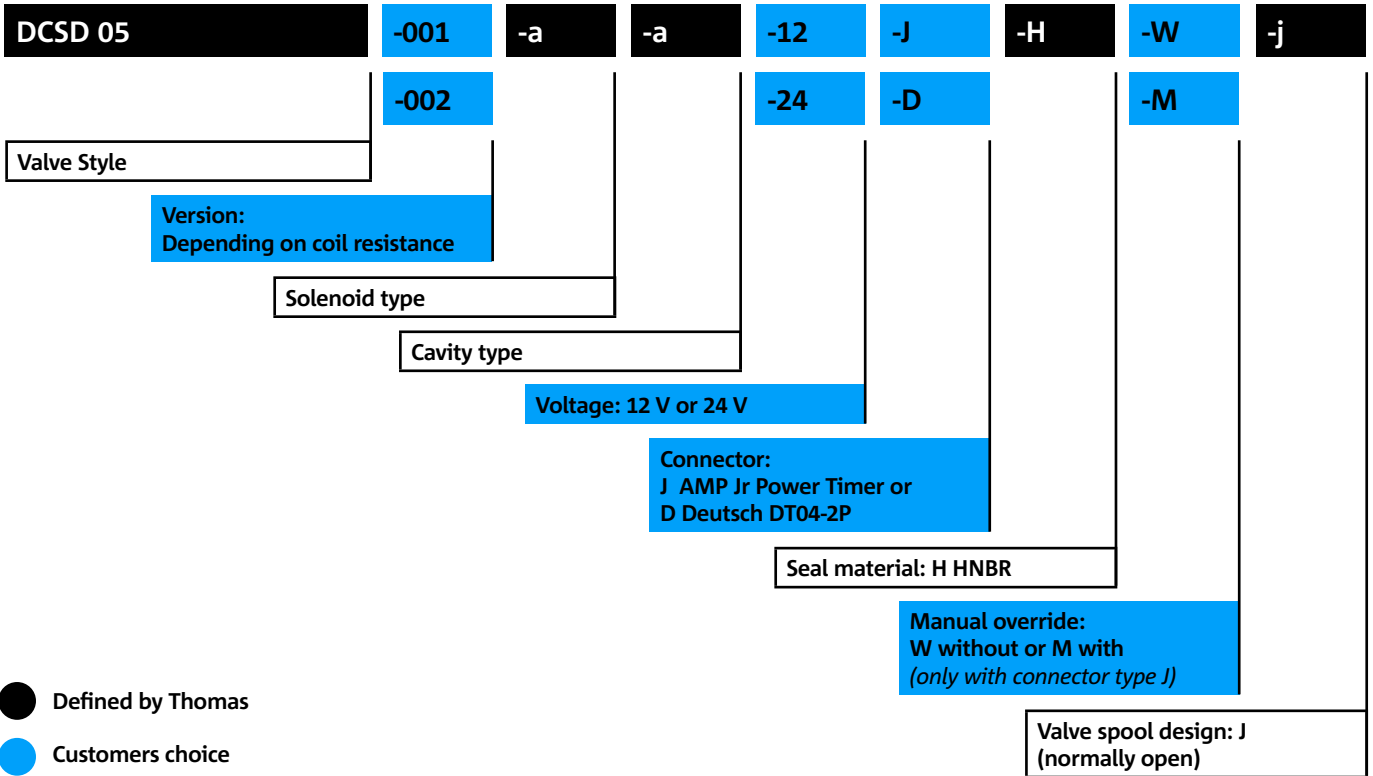 DCSD 05 -001 -a -a -12 -J -H -W -j
-002 -24 -D -M
Valve Style
Version:
Depending on coil resistance
Solenoid type
Cavity type
Voltage: 12 V or 24 V
Connector:
J AMP Jr Power Timer or
D Deutsch DT04-2P
Seal material: H HNBR
Manual override:
W without or M with
(only with connector type J)
Defined by Thomas
Customers choice
Valve spool design: J
(normally open)